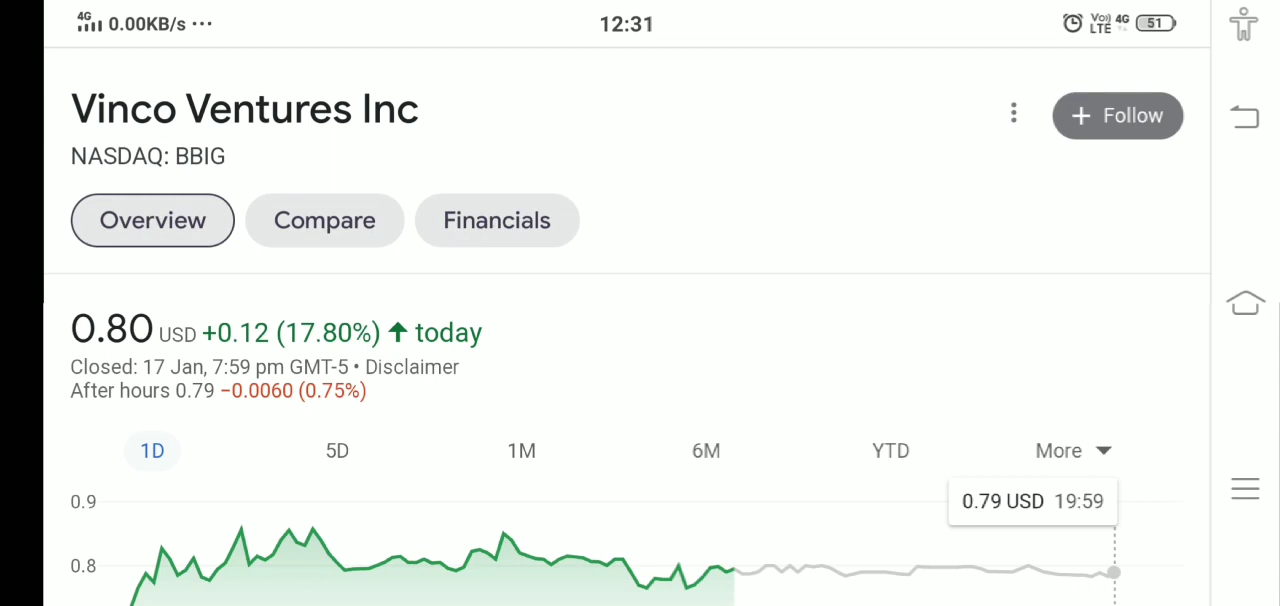 4G 0.00KB/s ... 12:31 Vo) LTE 4G 51
Vinco Ventures Inc
+ Follow
NASDAQ: BBIG
Overview Compare Financials
0.80 USD +0.12 (17.80%) ↑ today
Closed: 17 Jan, 7:59 pm GMT-5 • Disclaimer
After hours 0.79 −0.0060 (0.75%)
1D 5D 1M 6M YTD More
0.79 USD 19:59
0.9
0.8